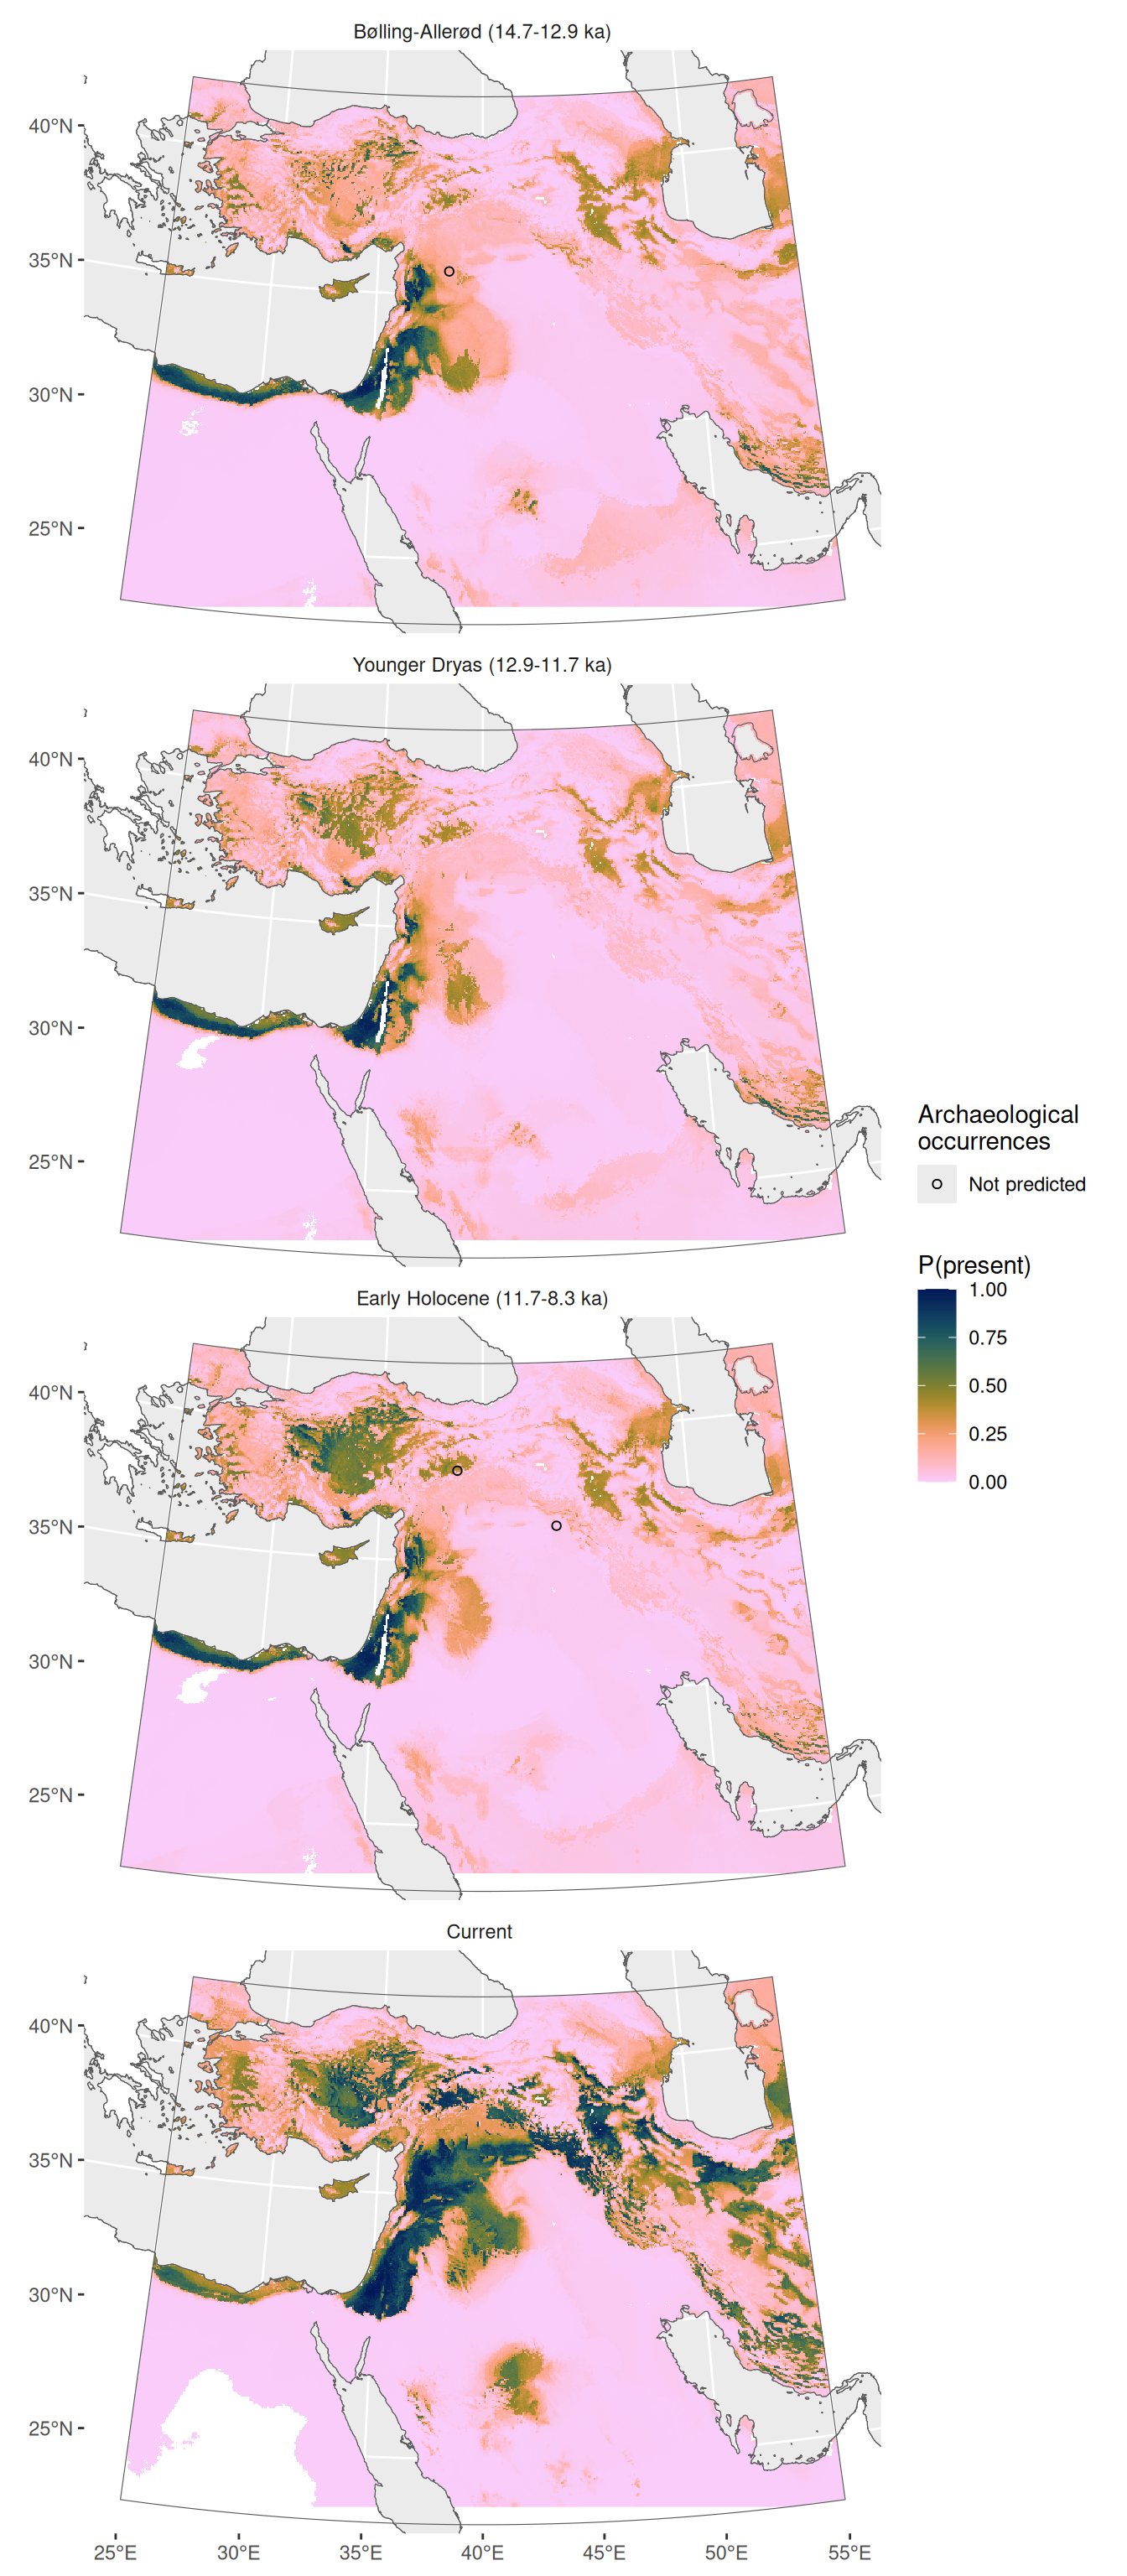 Bølling-Allerød (14.7-12.9 ka)
40°N
35°N
30°N
25°N
Younger Dryas (12.9-11.7 ka)
40°N
35°N
30°N
25°N
Archaeological
occurrences
Not predicted
P(present)
1.00
0.75
0.50
0.25
0.00
Early Holocene (11.7-8.3 ka)
40°N
35°N
30°N
25°N
Current
40°N
35°N
30°N
25°N
25°E 30°E 35°E 40°E 45°E 50°E 55°E